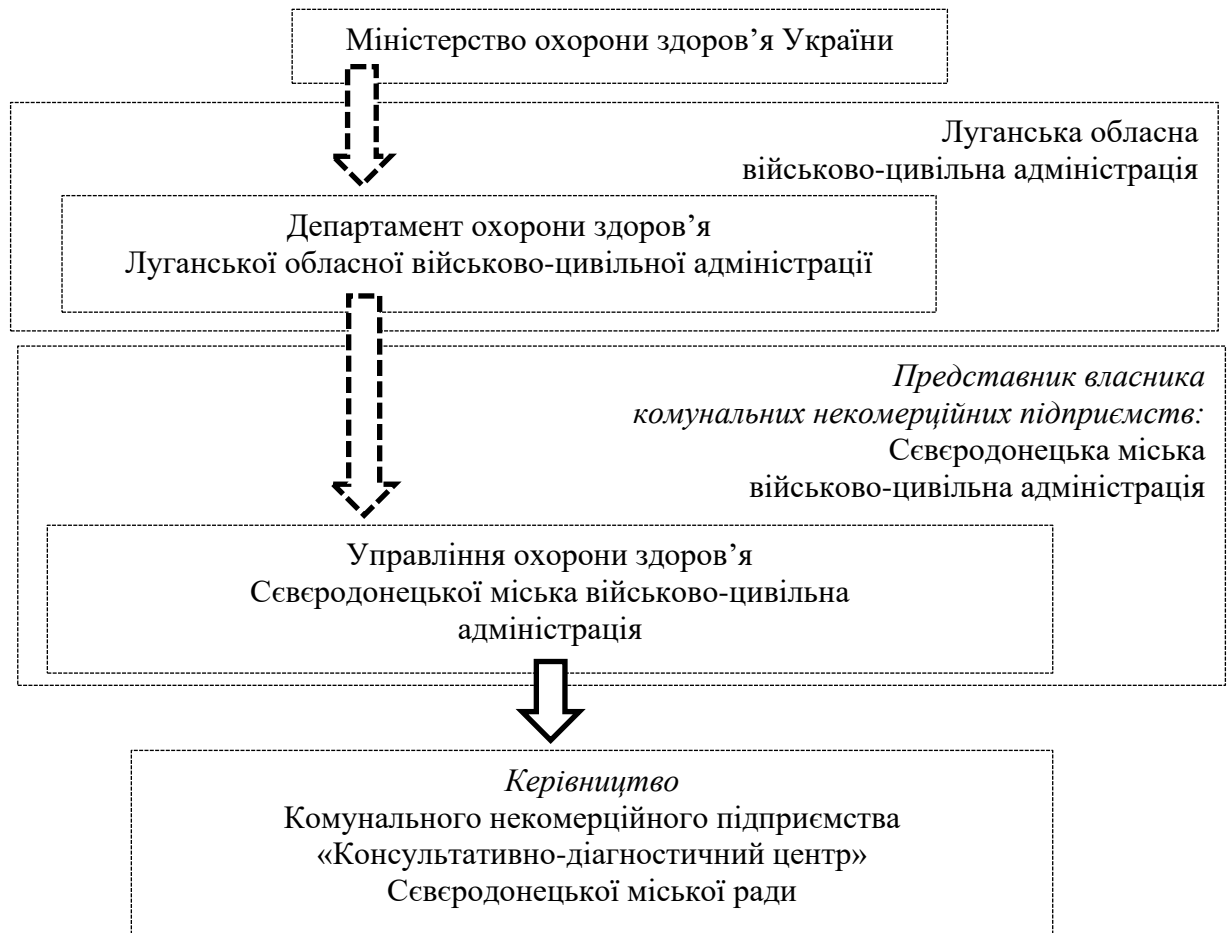 Міністерство охорони здоров’я України
Луганська обласна
військово-цивільна адміністрація
Департамент охорони здоров’я
Луганської обласної військово-цивільної адміністрації
Представник власника
комунальних некомерційних підприємств:
Сєвєродонецька міська
військово-цивільна адміністрація
Управління охорони здоров’я
Сєвєродонецької міська військово-цивільна
адміністрація
Керівництво
Комунального некомерційного підприємства
«Консультативно-діагностичний центр»
Сєвєродонецької міської ради